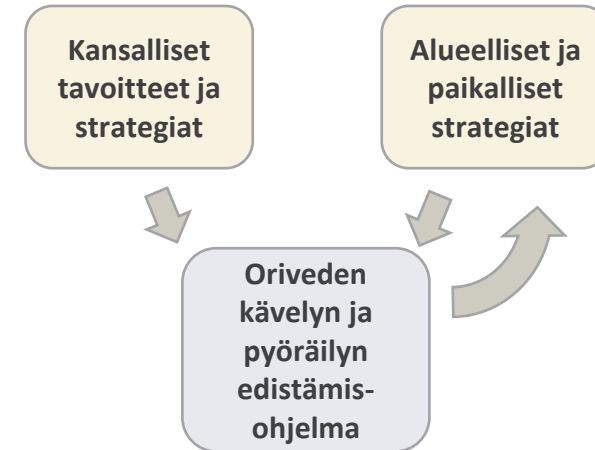 Kansalliset
tavoitteet ja
strategiat
Alueelliset ja
paikalliset
strategiat
Oriveden
kävelyn ja
pyöräilyn
edistämis-
ohjelma